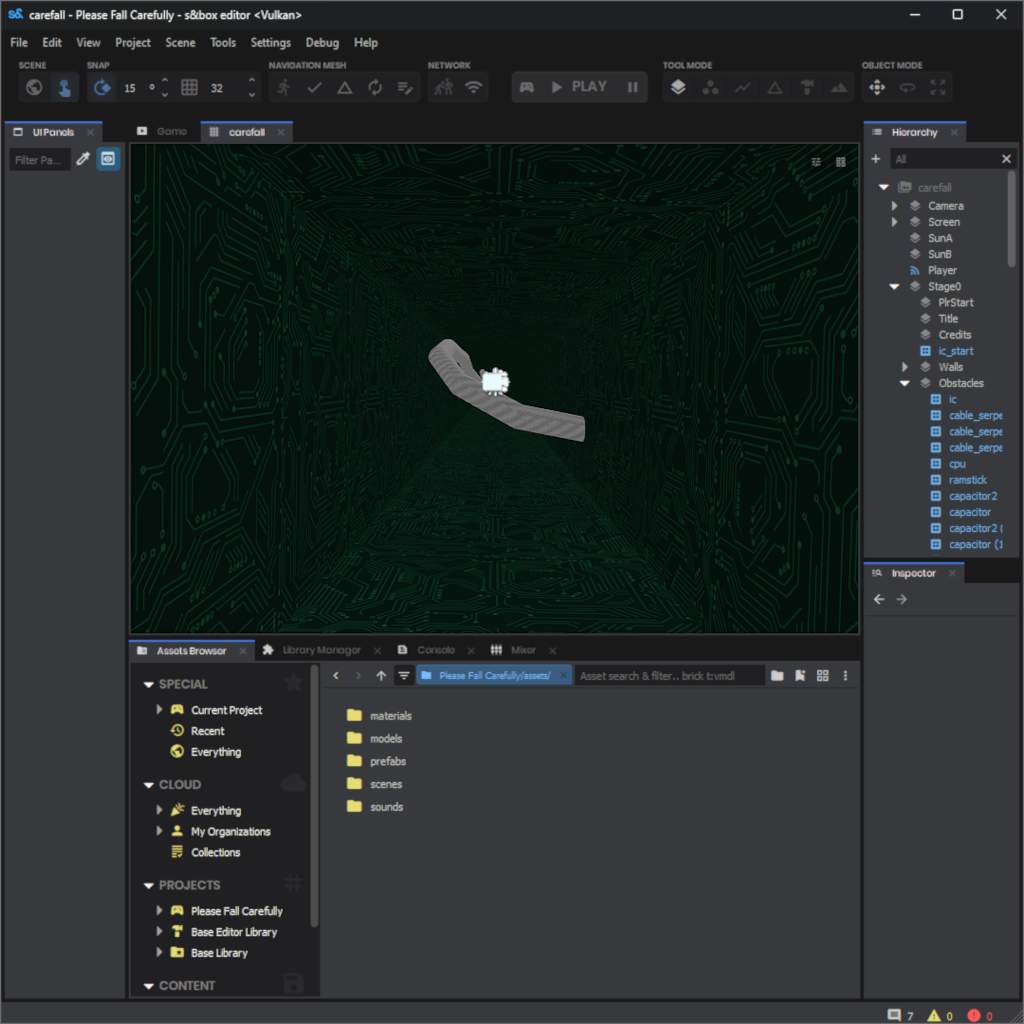 s& carefall - Please Fall Carefully - s&box editor <Vulkan>
File Edit View Project Scene Tools Settings Debug Help
SCENE SNAP NAVIGATION MESH NETWORK TOOL MODE OBJECT MODE
15 ° 32 PLAY
UI Panels Game carefall Hierarchy
Filter Pa... All
carefall
Camera
Screen
SunA
SunB
Player
Stage0
PlrStart
Title
Credits
ic_start
Walls
Obstacles
ic
cable_serpe
cable_serpe
cable_serpe
cpu
ramstick
capacitor2
capacitor
capacitor2 (
capacitor (1
Inspector
Assets Browser Library Manager Console Mixer
Please Fall Carefully/assets/ Asset search & filter.. brick t:vmdl
SPECIAL
Current Project
Recent
Everything
CLOUD
Everything
My Organizations
Collections
PROJECTS
Please Fall Carefully
Base Editor Library
Base Library
CONTENT
materials
models
prefabs
scenes
sounds
7 0 0